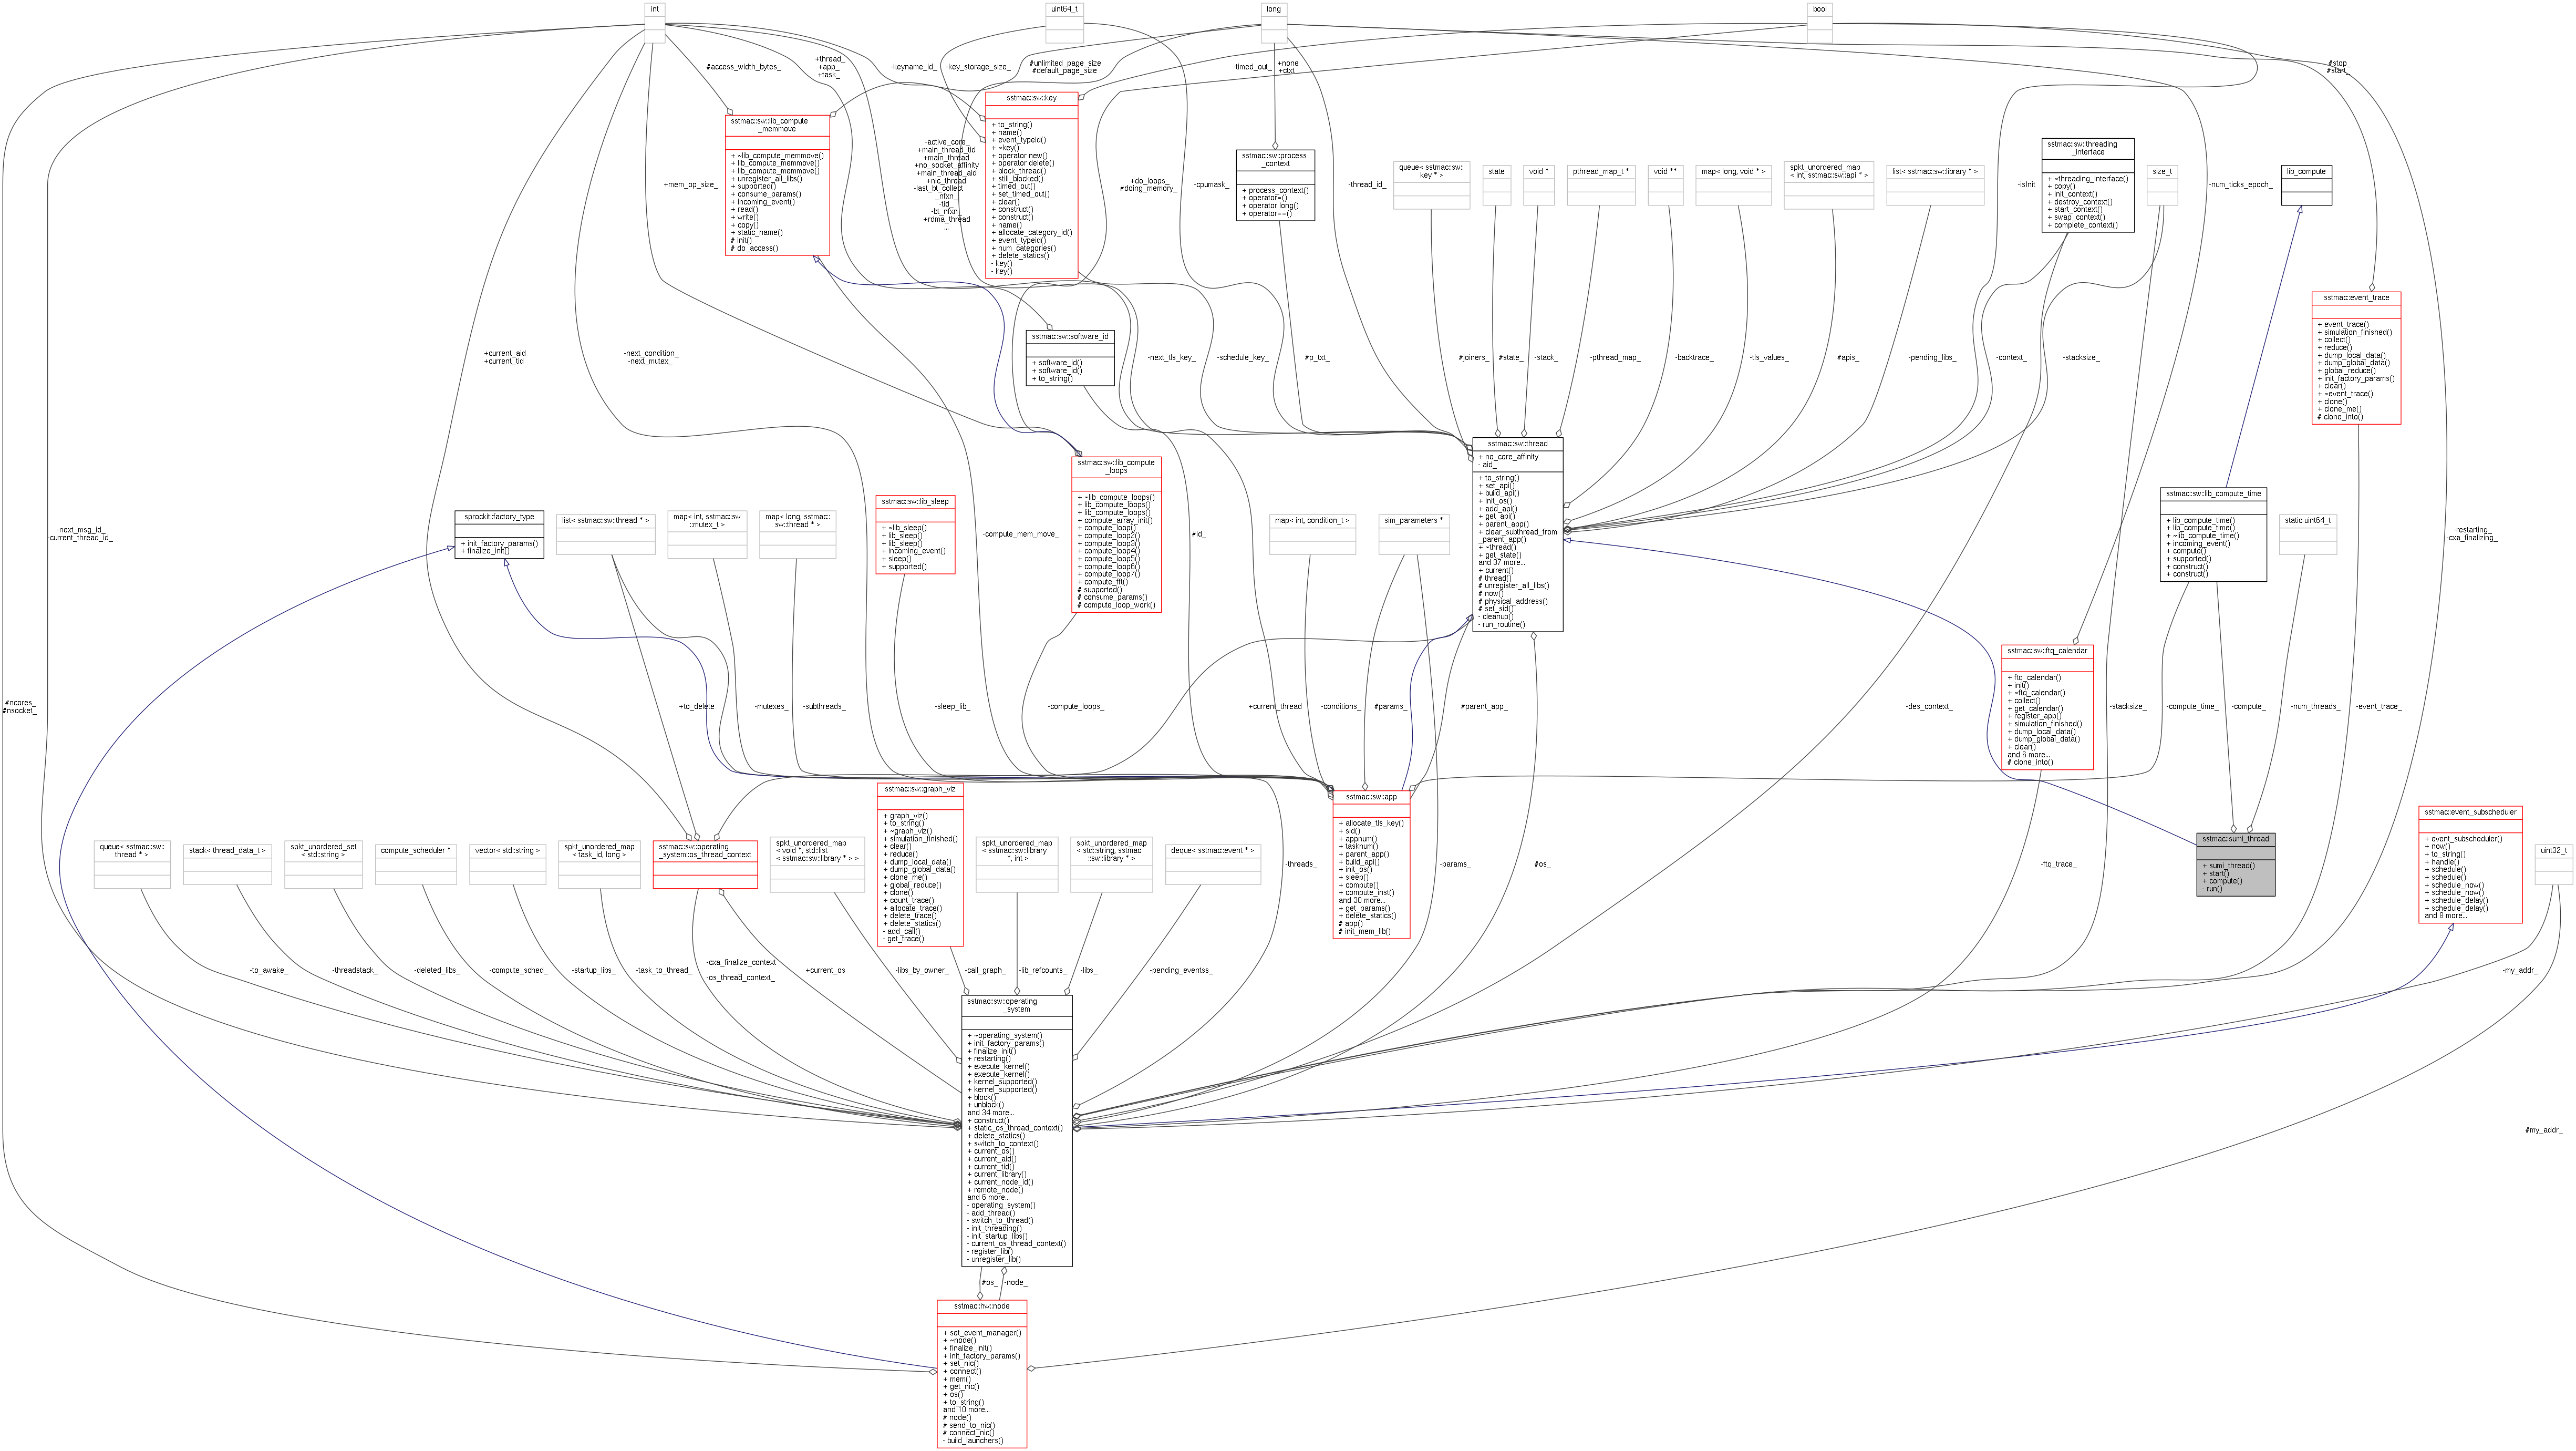 int
uint64_t
long
bool
#access_width_bytes_
+thread_
+app_
+task_
-keyname_id_
-key_storage_size_
#unlimited_page_size
#default_page_size
-timed_out_
+none
+ctxt
#stop_
#start_
sstmac::sw::lib_compute
_memmove
+ ~lib_compute_memmove()
+ lib_compute_memmove()
+ lib_compute_memmove()
+ unregister_all_libs()
+ supported()
+ consume_params()
+ incoming_event()
+ read()
+ write()
+ copy()
+ static_name()
# init()
# do_access()
sstmac::sw::key
+ to_string()
+ name()
+ event_typeid()
+ ~key()
+ operator new()
+ operator delete()
+ block_thread()
+ still_blocked()
+ timed_out()
+ set_timed_out()
+ clear()
+ construct()
+ construct()
+ name()
+ allocate_category_id()
+ event_typeid()
+ num_categories()
+ delete_statics()
- key()
- key()
+mem_op_size_
-active_core_
+main_thread_tid
+main_thread
+no_socket_affinity
+main_thread_aid
+nic_thread
-last_bt_collect
_nfxn_
-tid_
-bt_nfxn_
+rdma_thread
...
+do_loops_
#doing_memory_
-cpumask_
sstmac::sw::process
_context
+ process_context()
+ operator=()
+ operator long()
+ operator==()
-thread_id_
queue< sstmac::sw::
key * >
state
void *
pthread_map_t *
void **
map< long, void * >
spkt_unordered_map
< int, sstmac::sw::api * >
list< sstmac::sw::library * >
-isInit
sstmac::sw::threading
_interface
+ ~threading_interface()
+ copy()
+ init_context()
+ destroy_context()
+ start_context()
+ swap_context()
+ complete_context()
size_t
-num_ticks_epoch_
lib_compute
sstmac::event_trace
+ event_trace()
+ simulation_finished()
+ collect()
+ reduce()
+ dump_local_data()
+ dump_global_data()
+ global_reduce()
+ init_factory_params()
+ clear()
+ ~event_trace()
+ clone()
+ clone_me()
# clone_into()
+current_aid
+current_tid
-next_condition_
-next_mutex_
sstmac::sw::software_id
+ software_id()
+ software_id()
+ to_string()
-next_tls_key_
-schedule_key_
#p_txt_
#joiners_
#state_
-stack_
-pthread_map_
-backtrace_
-tls_values_
#apis_
-pending_libs_
-context_
-stacksize_
sstmac::sw::thread
+ no_core_affinity
- aid_
+ to_string()
+ set_api()
+ build_api()
+ init_os()
+ add_api()
+ get_api()
+ parent_app()
+ clear_subthread_from
_parent_app()
+ ~thread()
+ get_state()
and 37 more...
+ current()
# thread()
# unregister_all_libs()
# now()
# physical_address()
# set_sid()
- cleanup()
- run_routine()
sstmac::sw::lib_compute
_loops
+ ~lib_compute_loops()
+ lib_compute_loops()
+ lib_compute_loops()
+ compute_array_init()
+ compute_loop()
+ compute_loop2()
+ compute_loop3()
+ compute_loop4()
+ compute_loop5()
+ compute_loop6()
+ compute_loop7()
+ compute_fft()
# supported()
# consume_params()
# compute_loop_work()
-next_msg_id_
-current_thread_id_
sprockit::factory_type
+ init_factory_params()
+ finalize_init()
list< sstmac::sw::thread * >
map< int, sstmac::sw
::mutex_t >
map< long, sstmac::
sw::thread * >
sstmac::sw::lib_sleep
+ ~lib_sleep()
+ lib_sleep()
+ lib_sleep()
+ incoming_event()
+ sleep()
+ supported()
-compute_mem_move_
#id_
map< int, condition_t >
sim_parameters *
sstmac::sw::lib_compute_time
+ lib_compute_time()
+ lib_compute_time()
+ ~lib_compute_time()
+ incoming_event()
+ compute()
+ supported()
+ construct()
+ construct()
static uint64_t
-restarting_
-cxa_finalizing_
sstmac::sw::ftq_calendar
+ ftq_calendar()
+ init()
+ ~ftq_calendar()
+ collect()
+ get_calendar()
+ register_app()
+ simulation_finished()
+ dump_local_data()
+ dump_global_data()
+ clear()
and 6 more...
# clone_into()
#ncores_
#nsocket_
+to_delete
-mutexes_
-subthreads_
-sleep_lib_
-compute_loops_
+current_thread
-conditions_
#params_
#parent_app_
-des_context_
-stacksize_
-compute_time_
-compute_
-num_threads_
-event_trace_
queue< sstmac::sw::
thread * >
stack< thread_data_t >
spkt_unordered_set
< std::string >
compute_scheduler *
vector< std::string >
spkt_unordered_map
< task_id, long >
sstmac::sw::operating
_system::os_thread_context
spkt_unordered_map
< void *, std::list
< sstmac::sw::library * > >
sstmac::sw::graph_viz
+ graph_viz()
+ to_string()
+ ~graph_viz()
+ simulation_finished()
+ clear()
+ reduce()
+ dump_local_data()
+ dump_global_data()
+ clone_me()
+ global_reduce()
+ clone()
+ count_trace()
+ allocate_trace()
+ delete_trace()
+ delete_statics()
- add_call()
- get_trace()
spkt_unordered_map
< sstmac::sw::library
*, int >
spkt_unordered_map
< std::string, sstmac
::sw::library * >
deque< sstmac::event * >
-threads_
sstmac::sw::app
+ allocate_tls_key()
+ sid()
+ appnum()
+ tasknum()
+ parent_app()
+ build_api()
+ init_os()
+ sleep()
+ compute()
+ compute_inst()
and 30 more...
+ get_params()
+ delete_statics()
# app()
# init_mem_lib()
-params_
#os_
-ftq_trace_
sstmac::sumi_thread
+ sumi_thread()
+ start()
+ compute()
- run()
sstmac::event_subscheduler
+ event_subscheduler()
+ now()
+ to_string()
+ handle()
+ schedule()
+ schedule()
+ schedule_now()
+ schedule_now()
+ schedule_delay()
+ schedule_delay()
and 8 more...
uint32_t
-to_awake_
-threadstack_
-deleted_libs_
-compute_sched_
-startup_libs_
-task_to_thread_
-cxa_finalize_context
_
-os_thread_context_
+current_os
-libs_by_owner_
-call_graph_
-lib_refcounts_
-libs_
-pending_eventss_
-my_addr_
sstmac::sw::operating
_system
+ ~operating_system()
+ init_factory_params()
+ finalize_init()
+ restarting()
+ execute_kernel()
+ execute_kernel()
+ kernel_supported()
+ kernel_supported()
+ block()
+ unblock()
and 34 more...
+ construct()
+ static_os_thread_context()
+ delete_statics()
+ switch_to_context()
+ current_os()
+ current_aid()
+ current_tid()
+ current_library()
+ current_node_id()
+ remote_node()
and 6 more...
- operating_system()
- add_thread()
- switch_to_thread()
- init_threading()
- init_startup_libs()
- current_os_thread_context()
- register_lib()
- unregister_lib()
#my_addr_
#os_
-node_
sstmac::hw::node
+ set_event_manager()
+ ~node()
+ finalize_init()
+ init_factory_params()
+ set_nic()
+ connect()
+ mem()
+ get_nic()
+ os()
+ to_string()
and 10 more...
# node()
# send_to_nic()
# connect_nic()
- build_launchers()